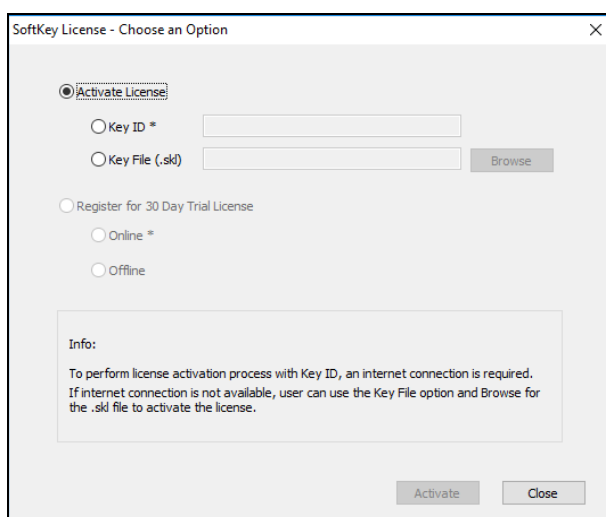 SoftKey License - Choose an Option
Activate License
Key ID *
Key File (.skl)
Browse
Register for 30 Day Trial License
Online *
Offline
Info:
To perform license activation process with Key ID, an internet connection is required.
If internet connection is not available, user can use the Key File option and Browse for
the .skl file to activate the license.
Activate
Close